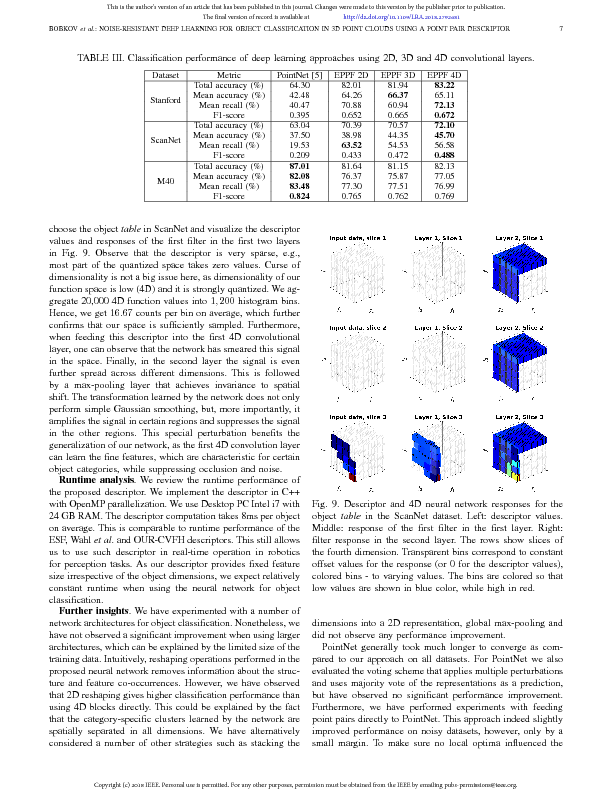 This is the author's version of an article that has been published in this journal. Changes were made to this version by the publisher prior to publication.
The final version of record is available at http://dx.doi.org/10.1109/LRA.2018.2792681
BOBKOV et al.: NOISE-RESISTANT DEEP LEARNING FOR OBJECT CLASSIFICATION IN 3D POINT CLOUDS USING A POINT PAIR DESCRIPTOR 7
TABLE III. Classification performance of deep learning approaches using 2D, 3D and 4D convolutional layers.
Dataset Metric PointNet [5] EPPF 2D EPPF 3D EPPF 4D
Stanford
Total accuracy (%) 64.30 82.01 81.94 83.22
Mean accuracy (%) 42.48 64.26 66.37 65.11
Mean recall (%) 40.47 70.88 60.94 72.13
F1-score 0.395 0.652 0.665 0.672
ScanNet
Total accuracy (%) 63.04 70.39 70.57 72.10
Mean accuracy (%) 37.50 38.98 44.35 45.70
Mean recall (%) 19.53 63.52 54.53 56.58
F1-score 0.209 0.433 0.472 0.488
M40
Total accuracy (%) 87.01 81.64 81.15 82.13
Mean accuracy (%) 82.08 76.37 75.87 77.05
Mean recall (%) 83.48 77.30 77.51 76.99
F1-score 0.824 0.765 0.762 0.769
choose the object table in ScanNet and visualize the descriptor
values and responses of the first filter in the first two layers
in Fig. 9. Observe that the descriptor is very sparse, e.g.,
most part of the quantized space takes zero values. Curse of
dimensionality is not a big issue here, as dimensionality of our
function space is low (4D) and it is strongly quantized. We ag-
gregate 20,000 4D function values into 1,200 histogram bins.
Hence, we get 16.67 counts per bin on average, which further
confirms that our space is sufficiently sampled. Furthermore,
when feeding this descriptor into the first 4D convolutional
layer, one can observe that the network has smeared this signal
in the space. Finally, in the second layer the signal is even
further spread across different dimensions. This is followed
by a max-pooling layer that achieves invariance to spatial
shift. The transformation learned by the network does not only
perform simple Gaussian smoothing, but, more importantly, it
amplifies the signal in certain regions and suppresses the signal
in the other regions. This special perturbation benefits the
generalization of our network, as the first 4D convolution layer
can learn the fine features, which are characteristic for certain
object categories, while suppressing occlusion and noise.
Runtime analysis. We review the runtime performance of
the proposed descriptor. We implement the descriptor in C++
with OpenMP parallelization. We use Desktop PC Intel i7 with
24 GB RAM. The descriptor computation takes 8ms per object
on average. This is comparable to runtime performance of the
ESF, Wahl et al. and OUR-CVFH descriptors. This still allows
us to use such descriptor in real-time operation in robotics
for perception tasks. As our descriptor provides fixed feature
size irrespective of the object dimensions, we expect relatively
constant runtime when using the neural network for object
classification.
Further insights. We have experimented with a number of
network architectures for object classification. Nonetheless, we
have not observed a significant improvement when using larger
architectures, which can be explained by the limited size of the
training data. Intuitively, reshaping operations performed in the
proposed neural network removes information about the struc-
ture and feature co-occurrences. However, we have observed
that 2D reshaping gives higher classification performance than
using 4D blocks directly. This could be explained by the fact
that the category-specific clusters learned by the network are
spatially separated in all dimensions. We have alternatively
considered a number of other strategies such as stacking the
Input data, slice 1 Layer 1, Slice 1 Layer 2, Slice 1
Input data, slice 2 Layer 1, Slice 2 Layer 2, Slice 2
Input data, slice 3 Layer 1, Slice 3 Layer 2, Slice 3
Fig. 9. Descriptor and 4D neural network responses for the
object table in the ScanNet dataset. Left: descriptor values.
Middle: response of the first filter in the first layer. Right:
filter response in the second layer. The rows show slices of
the fourth dimension. Transparent bins correspond to constant
offset values for the response (or 0 for the descriptor values),
colored bins - to varying values. The bins are colored so that
low values are shown in blue color, while high in red.
dimensions into a 2D representation, global max-pooling and
did not observe any performance improvement.
PointNet generally took much longer to converge as com-
pared to our approach on all datasets. For PointNet we also
evaluated the voting scheme that applies multiple perturbations
and uses majority vote of the representations as a prediction,
but have observed no significant performance improvement.
Furthermore, we have performed experiments with feeding
point pairs directly to PointNet. This approach indeed slightly
improved performance on noisy datasets, however, only by a
small margin. To make sure no local optima influenced the
Copyright (c) 2018 IEEE. Personal use is permitted. For any other purposes, permission must be obtained from the IEEE by emailing pubs-permissions@ieee.org.